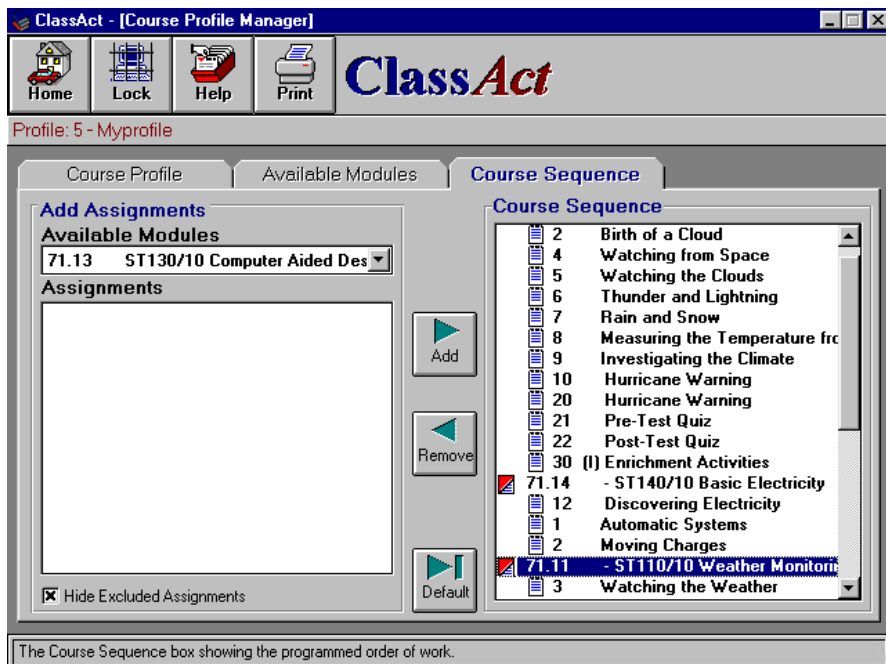 ClassAct - [Course Profile Manager]
Home Lock Help Print ClassAct
Profile: 5 - Myprofile
Course Profile Available Modules Course Sequence
Add Assignments
Available Modules
71.13 ST130/10 Computer Aided Des
Assignments
Hide Excluded Assignments
Add
Remove
Default
Course Sequence
2 Birth of a Cloud
4 Watching from Space
5 Watching the Clouds
6 Thunder and Lightning
7 Rain and Snow
8 Measuring the Temperature frc
9 Investigating the Climate
10 Hurricane Warning
20 Hurricane Warning
21 Pre-Test Quiz
22 Post-Test Quiz
30 (I) Enrichment Activities
71.14 - ST140/10 Basic Electricity
12 Discovering Electricity
1 Automatic Systems
2 Moving Charges
71.11 - ST110/10 Weather Monitorin
3 Watching the Weather
The Course Sequence box showing the programmed order of work.